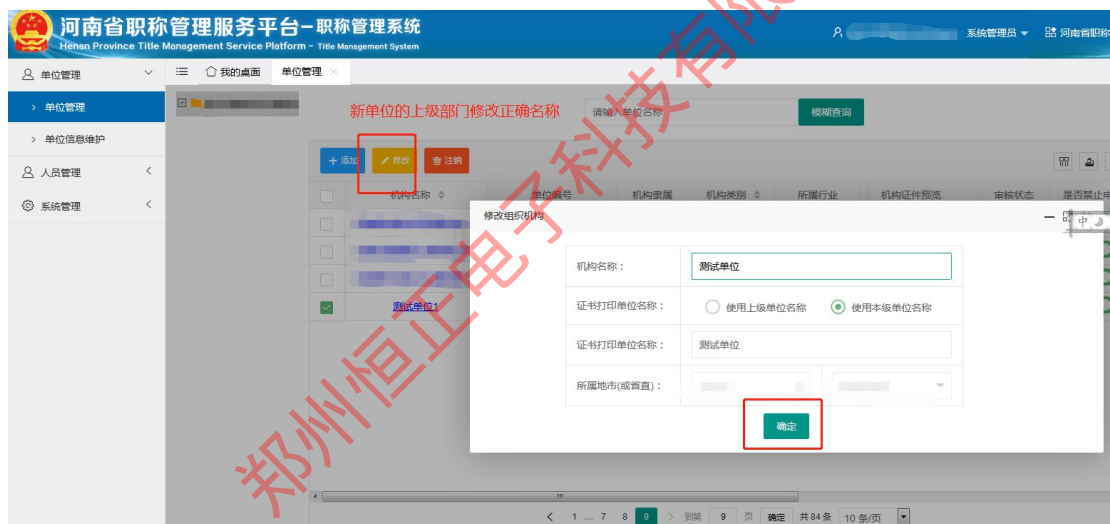 河南省职称管理服务平台-职称管理系统
Henan Province Title Management Service Platform - Title Management System
系统管理员
河南省职称
单位管理
我的桌面
单位管理
单位管理
单位信息维护
人员管理
系统管理
新单位的上级部门修改正确名称
请输入单位名称
模糊查询
添加
修改
注销
机构名称
单位编号
机构隶属
机构类别
所属行业
机构证件预览
审核状态
是否禁止申
测试单位1
修改组织机构
中
机构名称：
测试单位
证书打印单位名称：
使用上级单位名称
使用本级单位名称
证书打印单位名称：
测试单位
所属地市(或省直)：
确定
1 … 7 8 9 到第 9 页 确定 共84条 10 条/页
郑州恒正电子科技有限